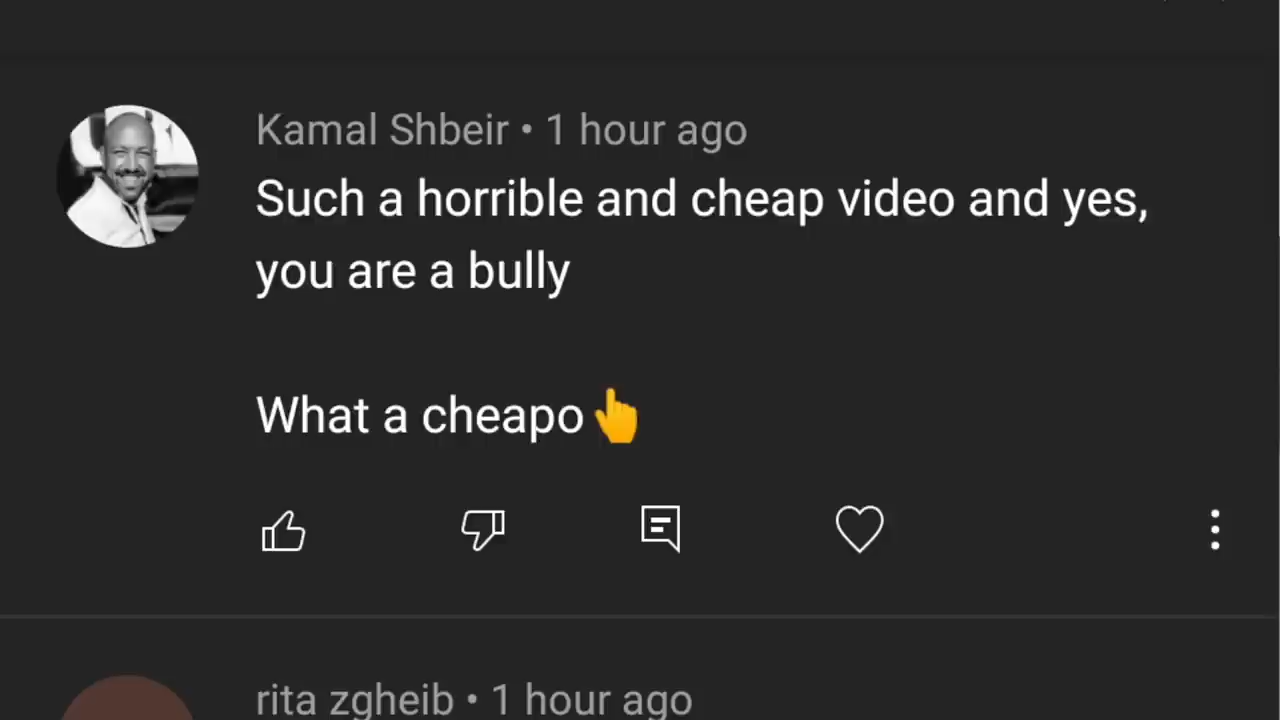 Kamal Shbeir • 1 hour ago
Such a horrible and cheap video and yes,
you are a bully
What a cheapo👆
rita zgheib • 1 hour ago